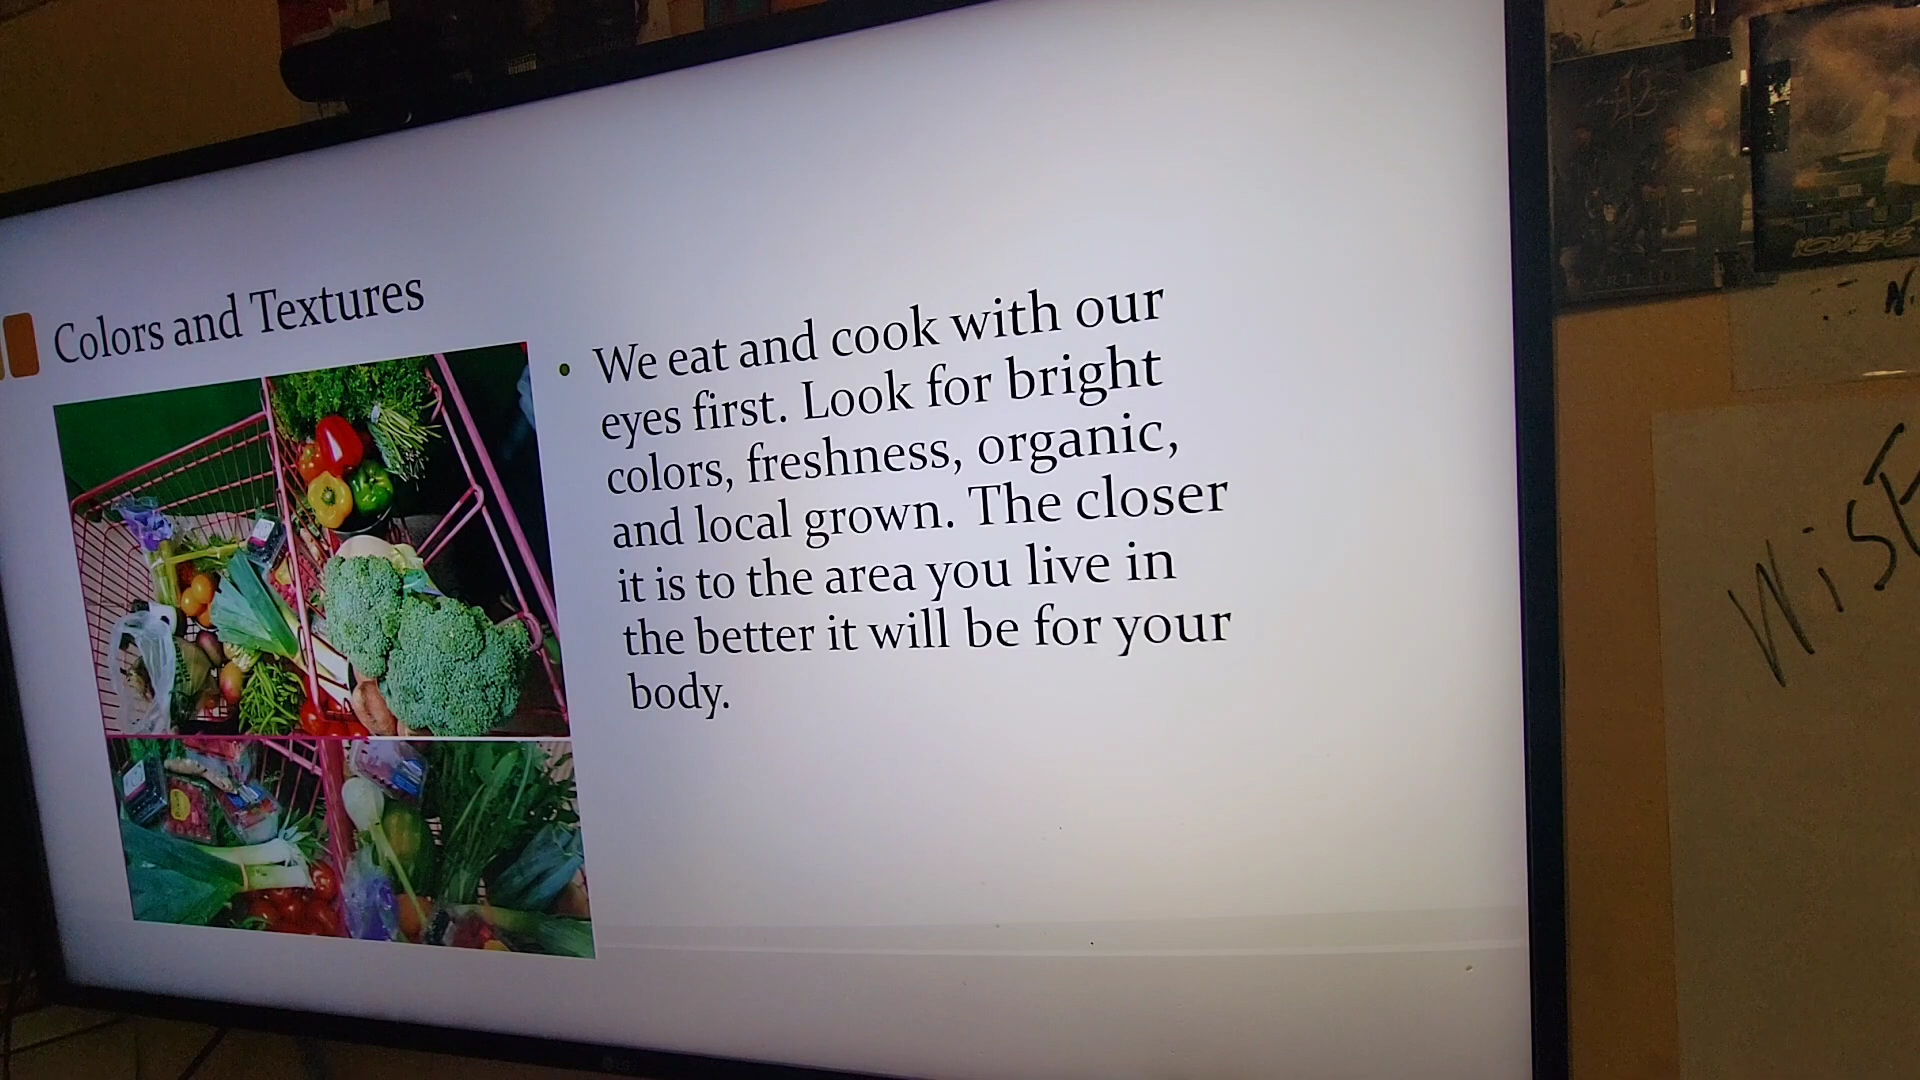 Colors and Textures
• We eat and cook with our
eyes first. Look for bright
colors, freshness, organic,
and local grown. The closer
it is to the area you live in
the better it will be for your
body.
N.
WiSE